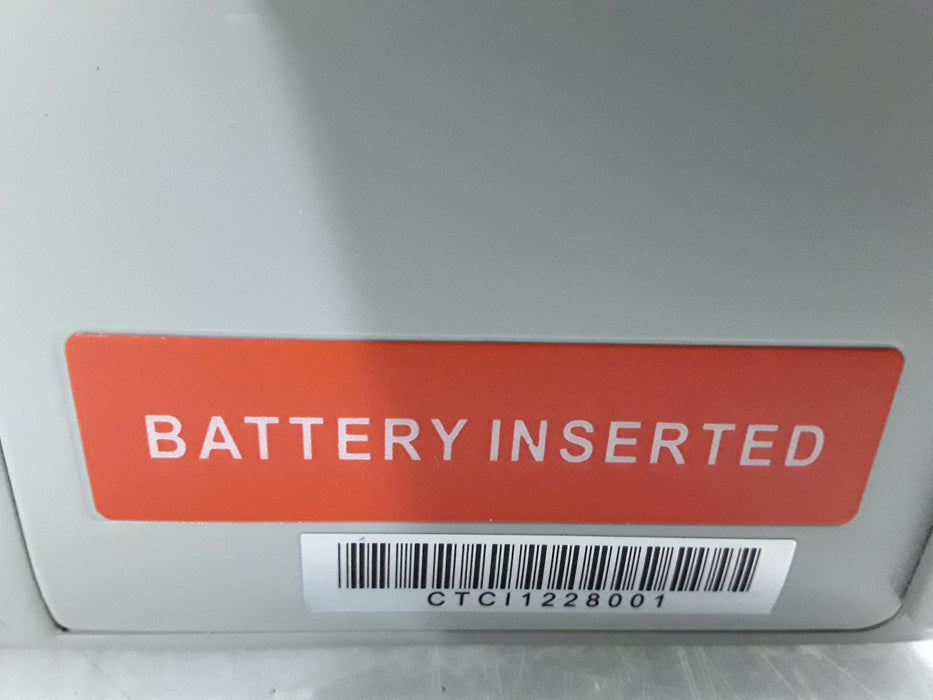 BATTERY INSERTED
CTCI1228001